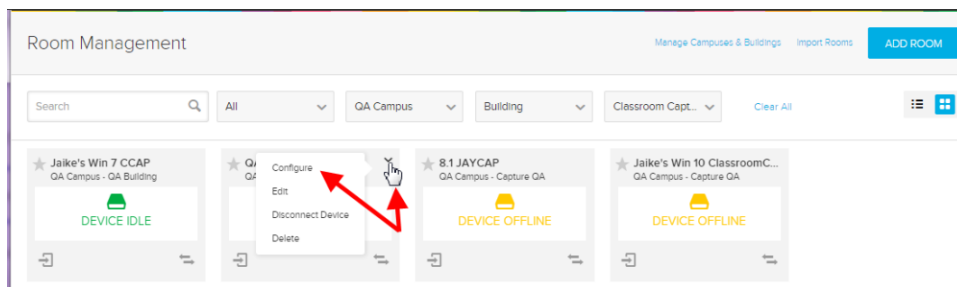 Room Management
Manage Campuses & Buildings Import Rooms ADD ROOM
Search All QA Campus Building Classroom Capt... Clear All
Jaike's Win 7 CCAP
QA Campus - QA Building
DEVICE IDLE
QA
QA
Configure
Edit
Disconnect Device
Delete
8.1 JAYCAP
QA Campus - Capture QA
DEVICE OFFLINE
Jaike's Win 10 ClassroomC...
QA Campus - Capture QA
DEVICE OFFLINE